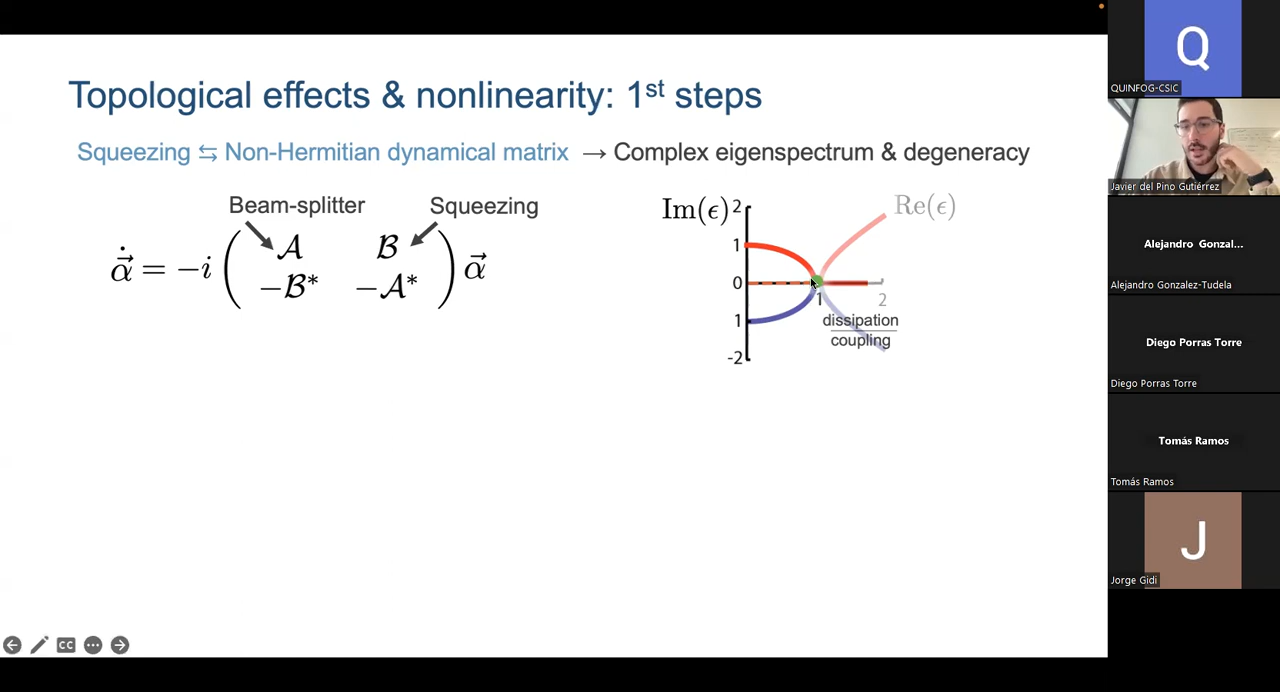 Topological effects & nonlinearity: 1st steps
Squeezing ⇆ Non-Hermitian dynamical matrix → Complex eigenspectrum & degeneracy
Beam-splitter
Squeezing
α⃗̇ = −i ( 𝒜 ℬ
−ℬ* −𝒜* ) α⃗
Im(ϵ)
Re(ϵ)
2
1
0
1
-2
1
2
dissipation
coupling
CC
Q
QUINFOG-CSIC
Javier del Pino Gutiérrez
Alejandro Gonzal...
Alejandro Gonzalez-Tudela
Diego Porras Torre
Diego Porras Torre
Tomás Ramos
Tomás Ramos
J
Jorge Gidi